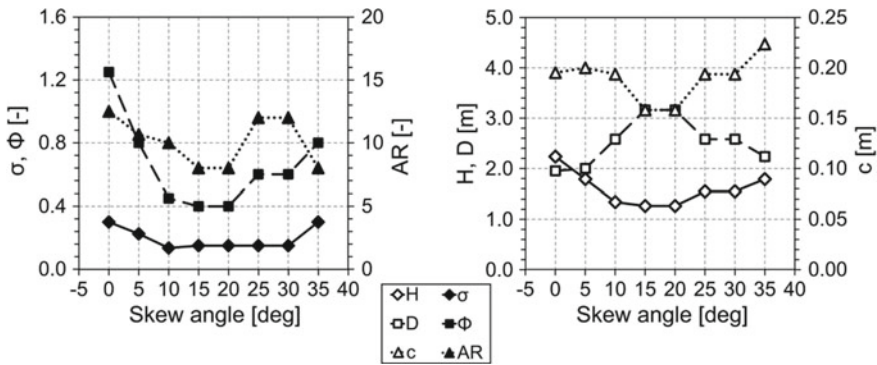 1.6 20 5.0 0.25
1.2 15 4.0 0.20
3.0 0.15
0.8 10
2.0 0.10
0.4 5
1.0 0.05
0.0 0 0.0 0.00
σ, Φ [-]
AR [-]
H, D [m]
c [m]
-5 0 5 10 15 20 25 30 35 40
-5 0 5 10 15 20 25 30 35 40
Skew angle [deg]
Skew angle [deg]
H σ
D Φ
c AR